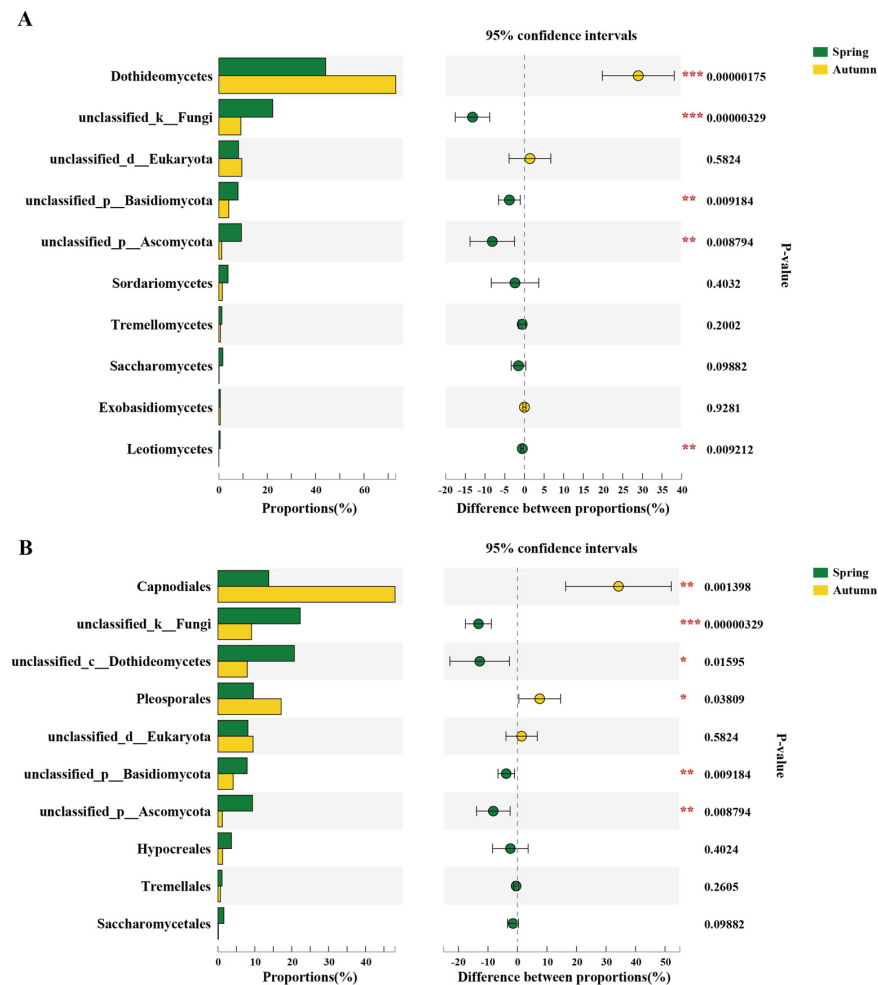 A
95% confidence intervals
Spring
Autumn
Dothideomycetes
*** 0.00000175
unclassified_k__Fungi
*** 0.00000329
unclassified_d__Eukaryota
0.5824
unclassified_p__Basidiomycota
** 0.009184
unclassified_p__Ascomycota
** 0.008794
Sordariomycetes
0.4032
Tremellomycetes
0.2002
Saccharomycetes
0.09882
Exobasidiomycetes
0.9281
Leotiomycetes
** 0.009212
P-value
0 20 40 60
-20 -15 -10 -5 0 5 10 15 20 25 30 35 40
Proportions(%)
Difference between proportions(%)
B
95% confidence intervals
Spring
Autumn
Capnodiales
** 0.001398
unclassified_k__Fungi
*** 0.00000329
unclassified_c__Dothideomycetes
* 0.01595
Pleosporales
* 0.03809
unclassified_d__Eukaryota
0.5824
unclassified_p__Basidiomycota
** 0.009184
unclassified_p__Ascomycota
** 0.008794
Hypocreales
0.4024
Tremellales
0.2605
Saccharomycetales
0.09882
P-value
0 10 20 30 40
-20 -10 0 10 20 30 40 50
Proportions(%)
Difference between proportions(%)